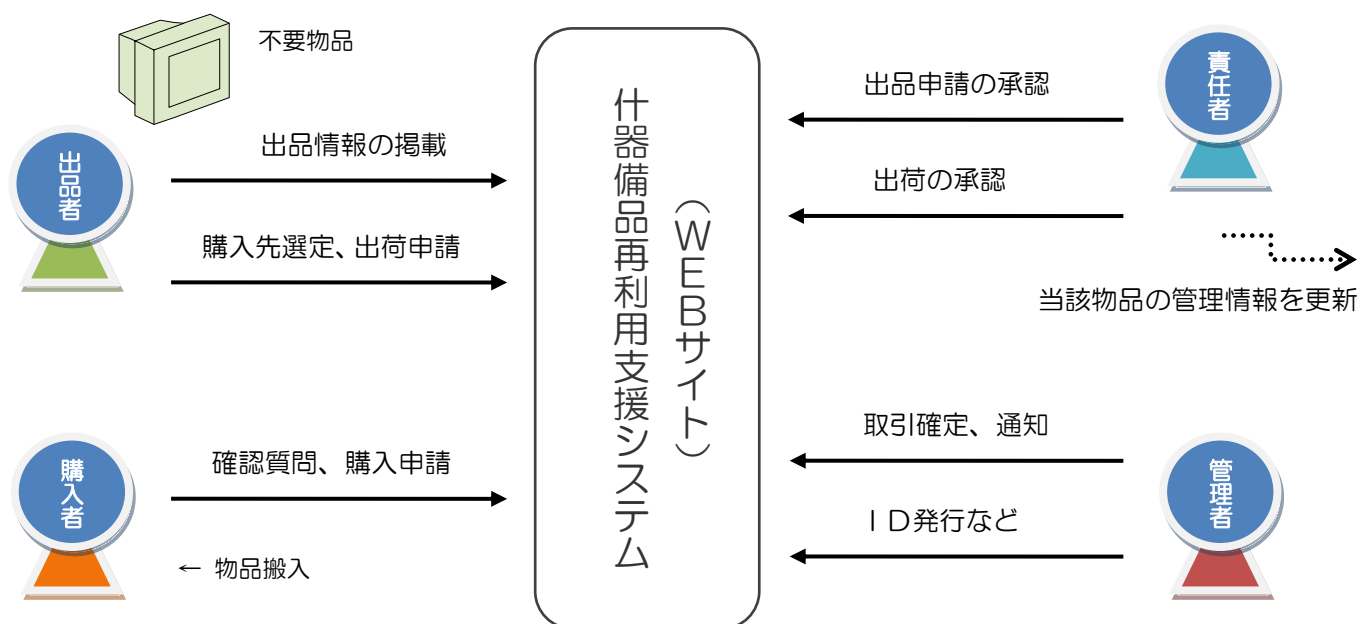 不要物品
出品者
出品情報の掲載
購入先選定、出荷申請
購入者
確認質問、購入申請
← 物品搬入
什器備品再利用支援システム
（ＷＥＢサイト）
責任者
出品申請の承認
出荷の承認
当該物品の管理情報を更新
管理者
取引確定、通知
ＩＤ発行など